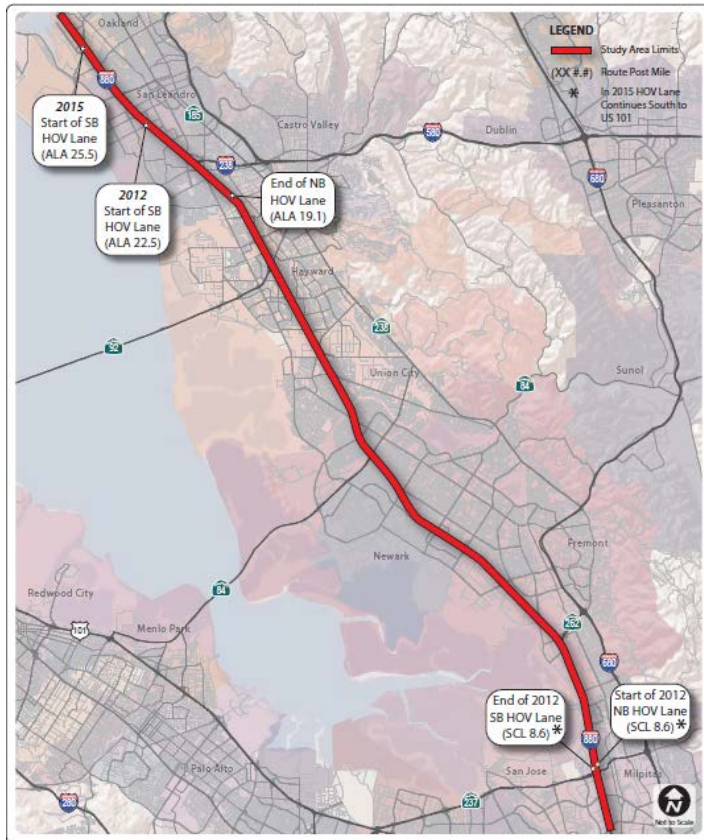 LEGEND
Study Area Limits
(XX #.#) Route Post Mile
* In 2015 HOV Lane
Continues South to
US 101
Oakland
880
2015
Start of SB
HOV Lane
(ALA 25.5)
San Leandro
185
Castro Valley
580
Dublin
238
680
2012
Start of SB
HOV Lane
(ALA 22.5)
End of NB
HOV Lane
(ALA 19.1)
Pleasanton
Hayward
92
238
Union City
84
Sunol
Newark
Fremont
84
Redwood City
101
Menlo Park
262
680
End of 2012
SB HOV Lane
(SCL 8.6) *
Start of 2012
NB HOV Lane
(SCL 8.6) *
880
Palo Alto
San Jose
Milpitas
280
237
N
Not to Scale